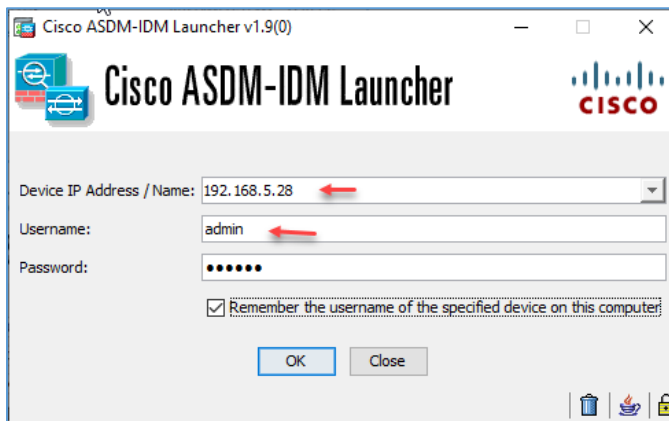 Cisco ASDM-IDM Launcher v1.9(0)
Cisco ASDM-IDM Launcher
CISCO
Device IP Address / Name: 192.168.5.28
Username: admin
Password: ••••••
Remember the username of the specified device on this computer
OK Close